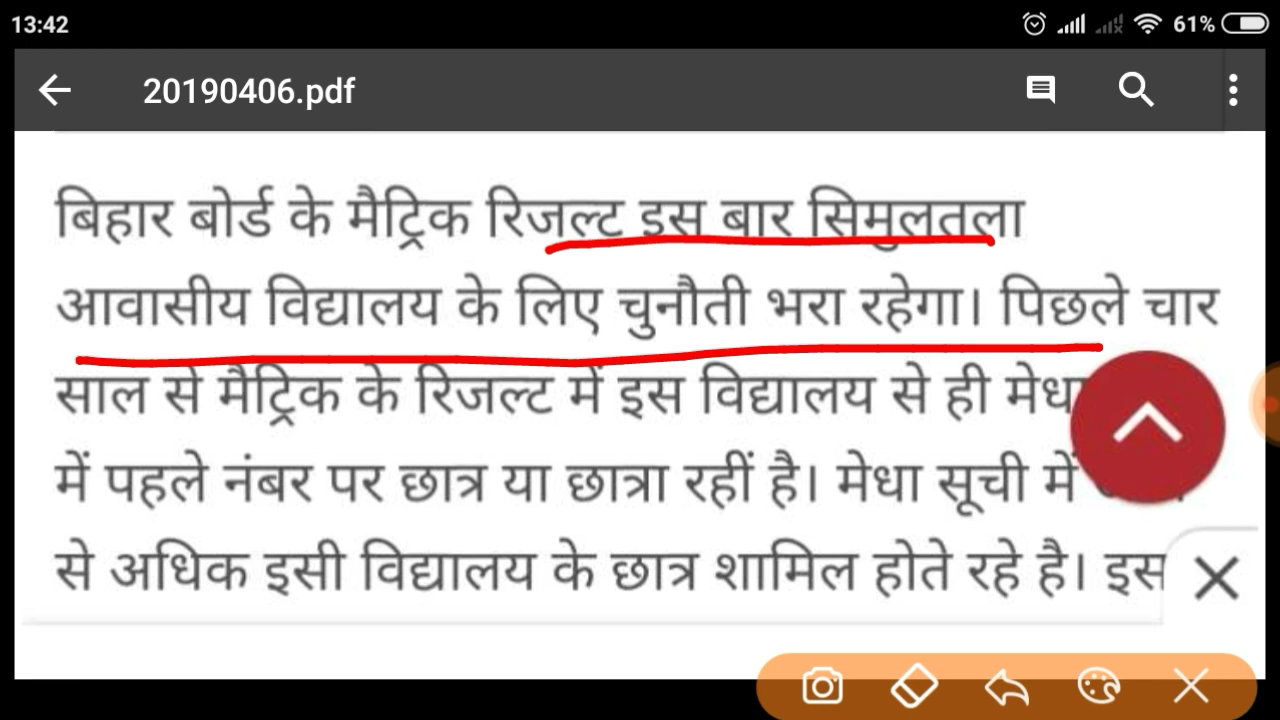 13:42
61%
20190406.pdf
बिहार बोर्ड के मैट्रिक रिजल्ट इस बार सिमुलतला
आवासीय विद्यालय के लिए चुनौती भरा रहेगा। पिछले चार
साल से मैट्रिक के रिजल्ट में इस विद्यालय से ही मेधा
में पहले नंबर पर छात्र या छात्रा रहीं है। मेधा सूची में
से अधिक इसी विद्यालय के छात्र शामिल होते रहे है। इस